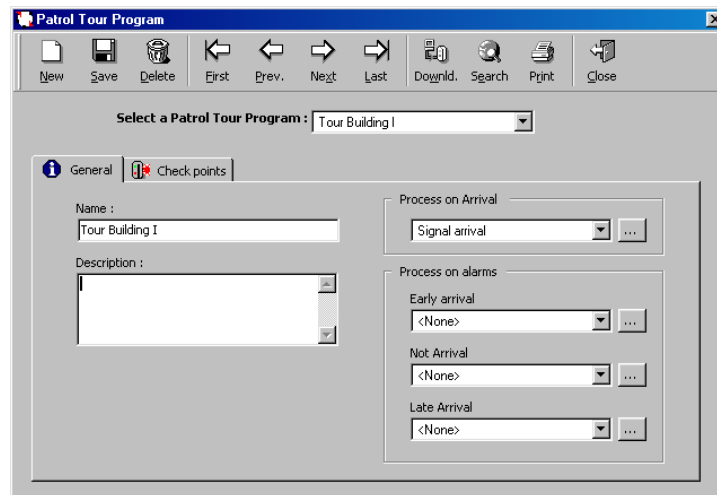 Patrol Tour Program
New Save Delete First Prev. Next Last Downld. Search Print Close
Select a Patrol Tour Program : Tour Building I
General Check points
Name :
Tour Building I
Description :
Process on Arrival
Signal arrival ...
Process on alarms
Early arrival
<None> ...
Not Arrival
<None> ...
Late Arrival
<None> ...